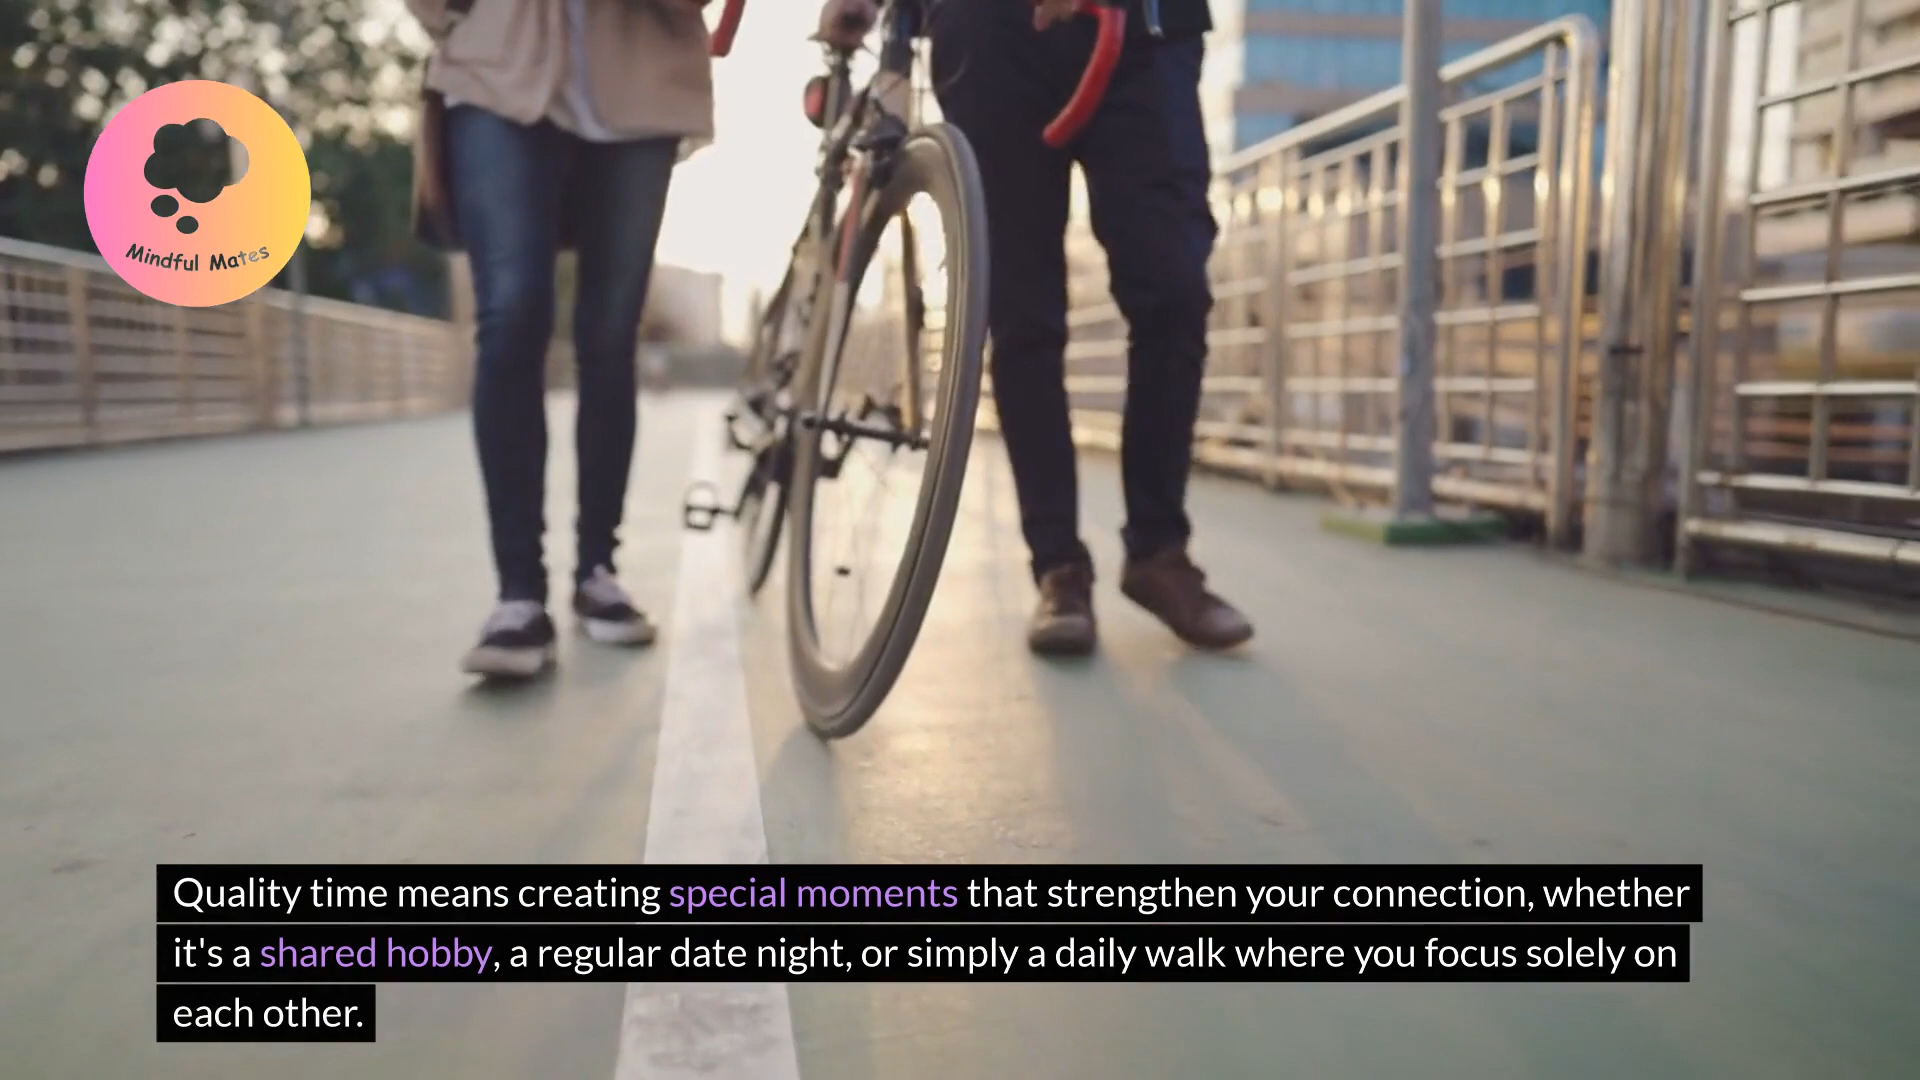 Mindful Mates
Quality time means creating special moments that strengthen your connection, whether
it's a shared hobby, a regular date night, or simply a daily walk where you focus solely on
each other.